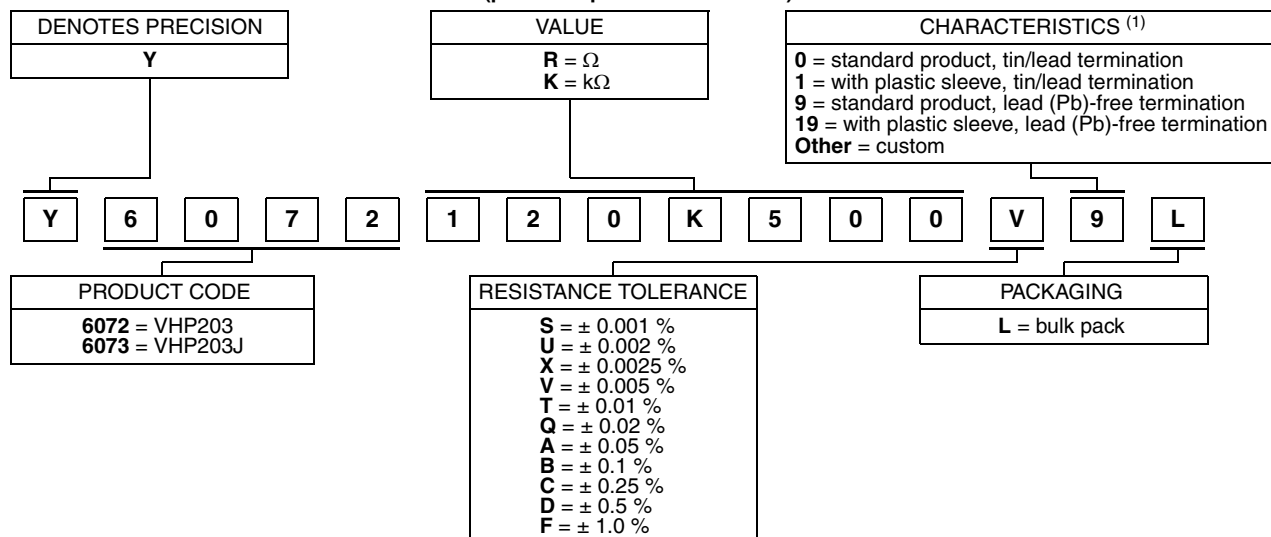 DENOTES PRECISION
Y
VALUE
R = Ω
K = kΩ
CHARACTERISTICS (1)
0 = standard product, tin/lead termination
1 = with plastic sleeve, tin/lead termination
9 = standard product, lead (Pb)-free termination
19 = with plastic sleeve, lead (Pb)-free termination
Other = custom
Y 6 0 7 2 1 2 0 K 5 0 0 V 9 L
PRODUCT CODE
6072 = VHP203
6073 = VHP203J
RESISTANCE TOLERANCE
S = ± 0.001 %
U = ± 0.002 %
X = ± 0.0025 %
V = ± 0.005 %
T = ± 0.01 %
Q = ± 0.02 %
A = ± 0.05 %
B = ± 0.1 %
C = ± 0.25 %
D = ± 0.5 %
F = ± 1.0 %
PACKAGING
L = bulk pack